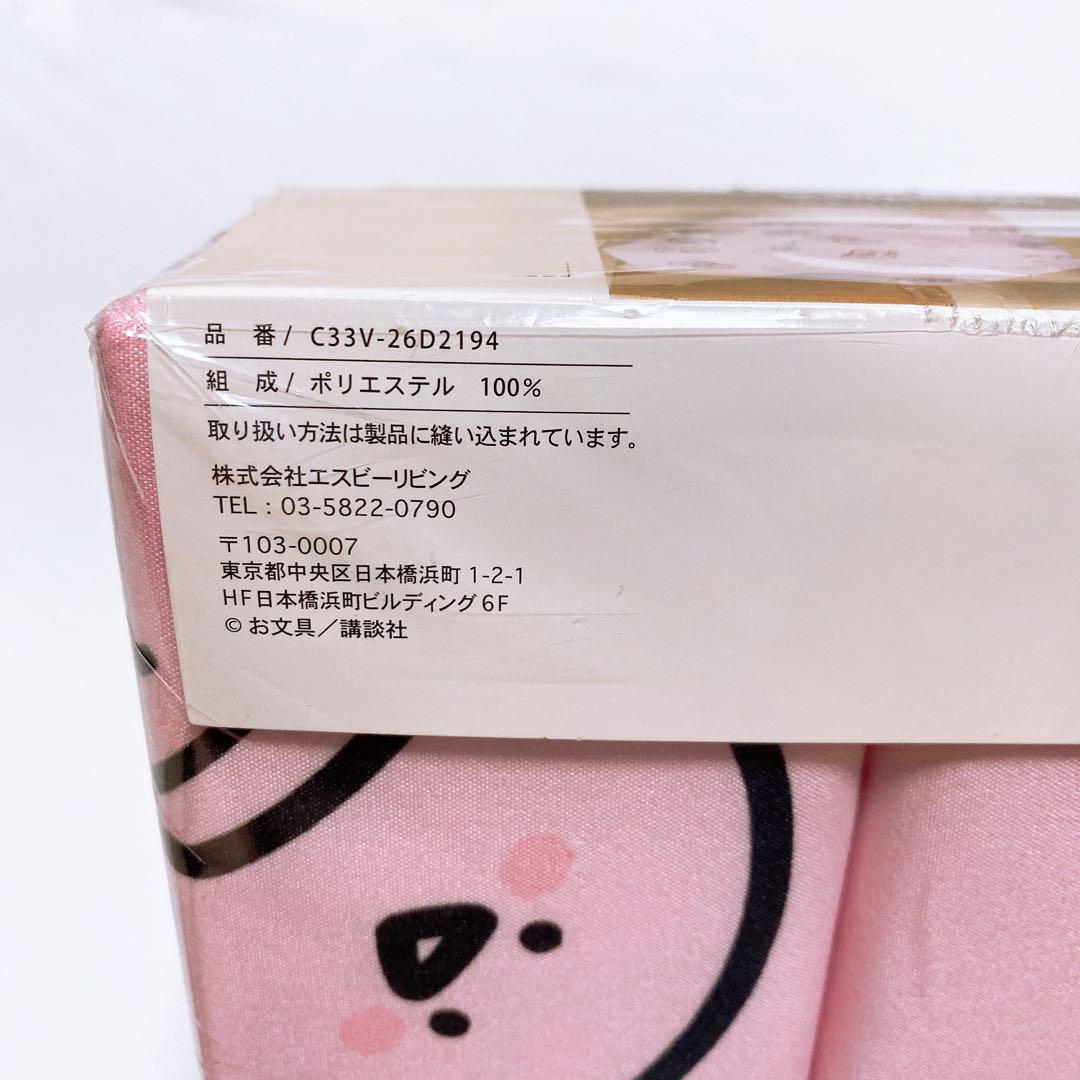 品 番/ C33V-26D2194
組 成/ ポリエステル 100%
取り扱い方法は製品に縫い込まれています。
株式会社エスビーリビング
TEL : 03-5822-0790
〒103-0007
東京都中央区日本橋浜町 1-2-1
HF日本橋浜町ビルディング6F
©お文具／講談社